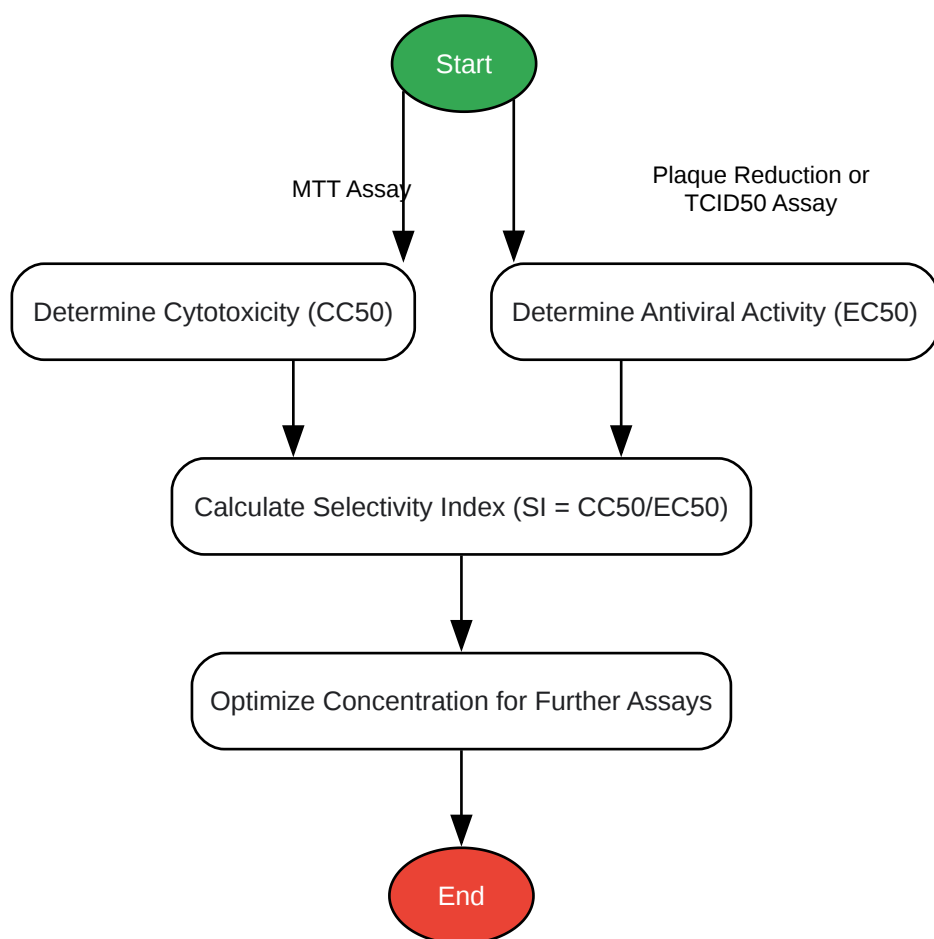 Start
MTT Assay
Plaque Reduction or
TCID50 Assay
Determine Cytotoxicity (CC50)
Determine Antiviral Activity (EC50)
Calculate Selectivity Index (SI = CC50/EC50)
Optimize Concentration for Further Assays
End